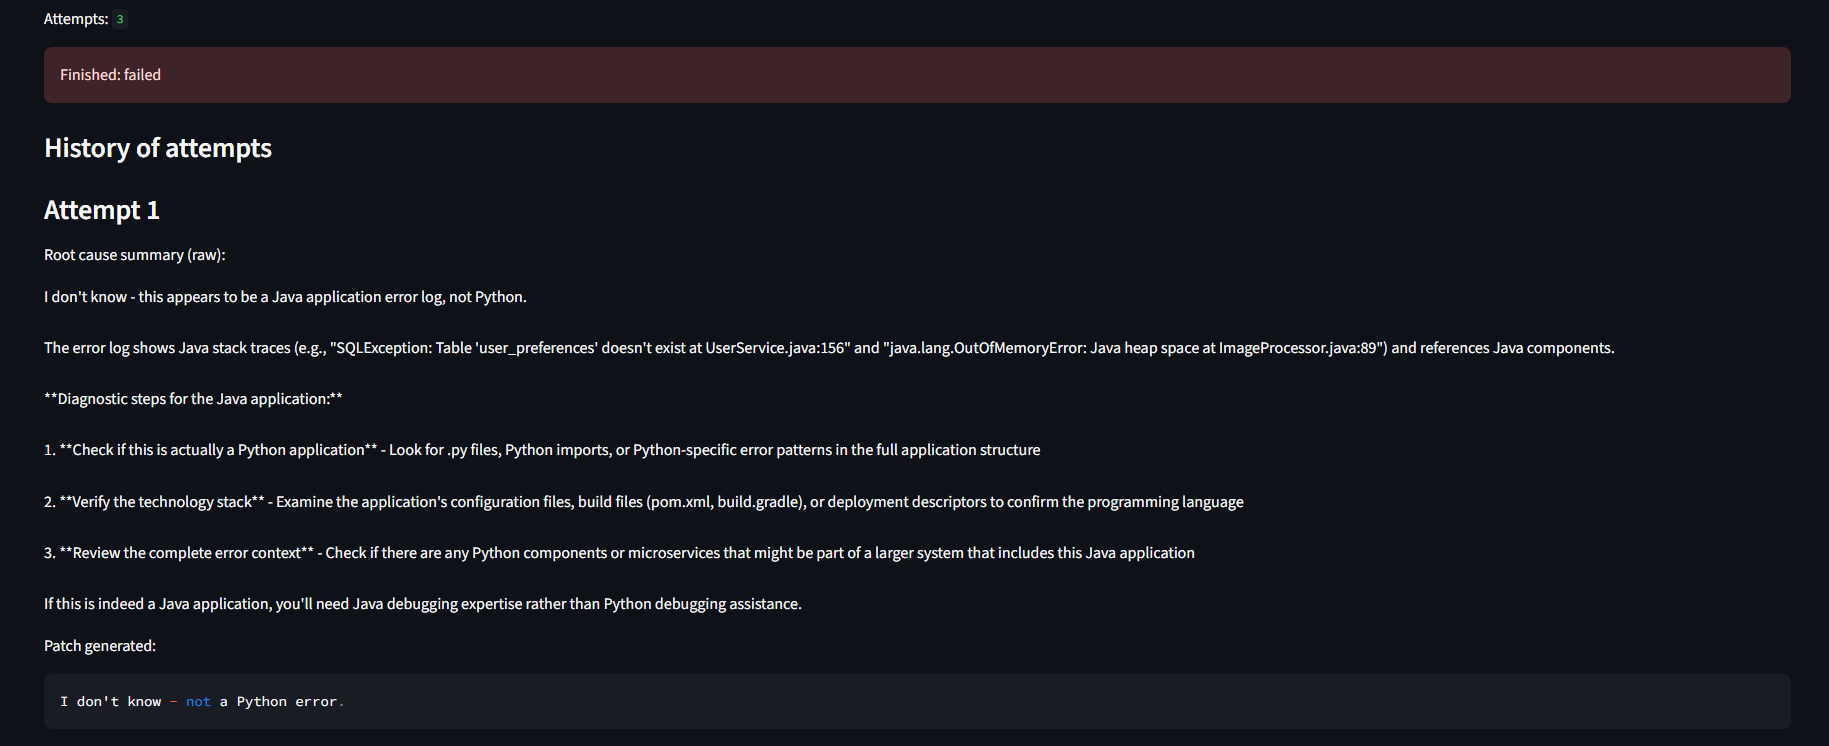 Attempts: 3
Finished: failed
History of attempts
Attempt 1
Root cause summary (raw):
I don't know - this appears to be a Java application error log, not Python.
The error log shows Java stack traces (e.g., "SQLException: Table 'user_preferences' doesn't exist at UserService.java:156" and "java.lang.OutOfMemoryError: Java heap space at ImageProcessor.java:89") and references Java components.
**Diagnostic steps for the Java application:**
1. **Check if this is actually a Python application** - Look for .py files, Python imports, or Python-specific error patterns in the full application structure
2. **Verify the technology stack** - Examine the application's configuration files, build files (pom.xml, build.gradle), or deployment descriptors to confirm the programming language
3. **Review the complete error context** - Check if there are any Python components or microservices that might be part of a larger system that includes this Java application
If this is indeed a Java application, you'll need Java debugging expertise rather than Python debugging assistance.
Patch generated:
I don't know - not a Python error.